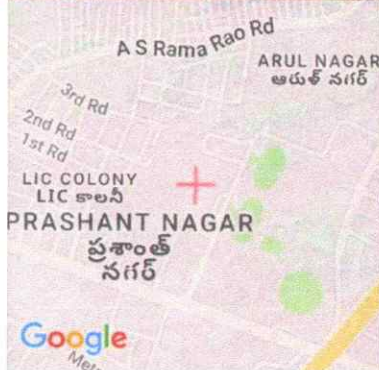 A S Rama Rao Rd
ARUL NAGAR
ఆరుళ్ నగర్
3rd Rd
2nd Rd
1st Rd
LIC COLONY
LIC కాలనీ
PRASHANT NAGAR
ప్రశాంత్
నగర్
Google